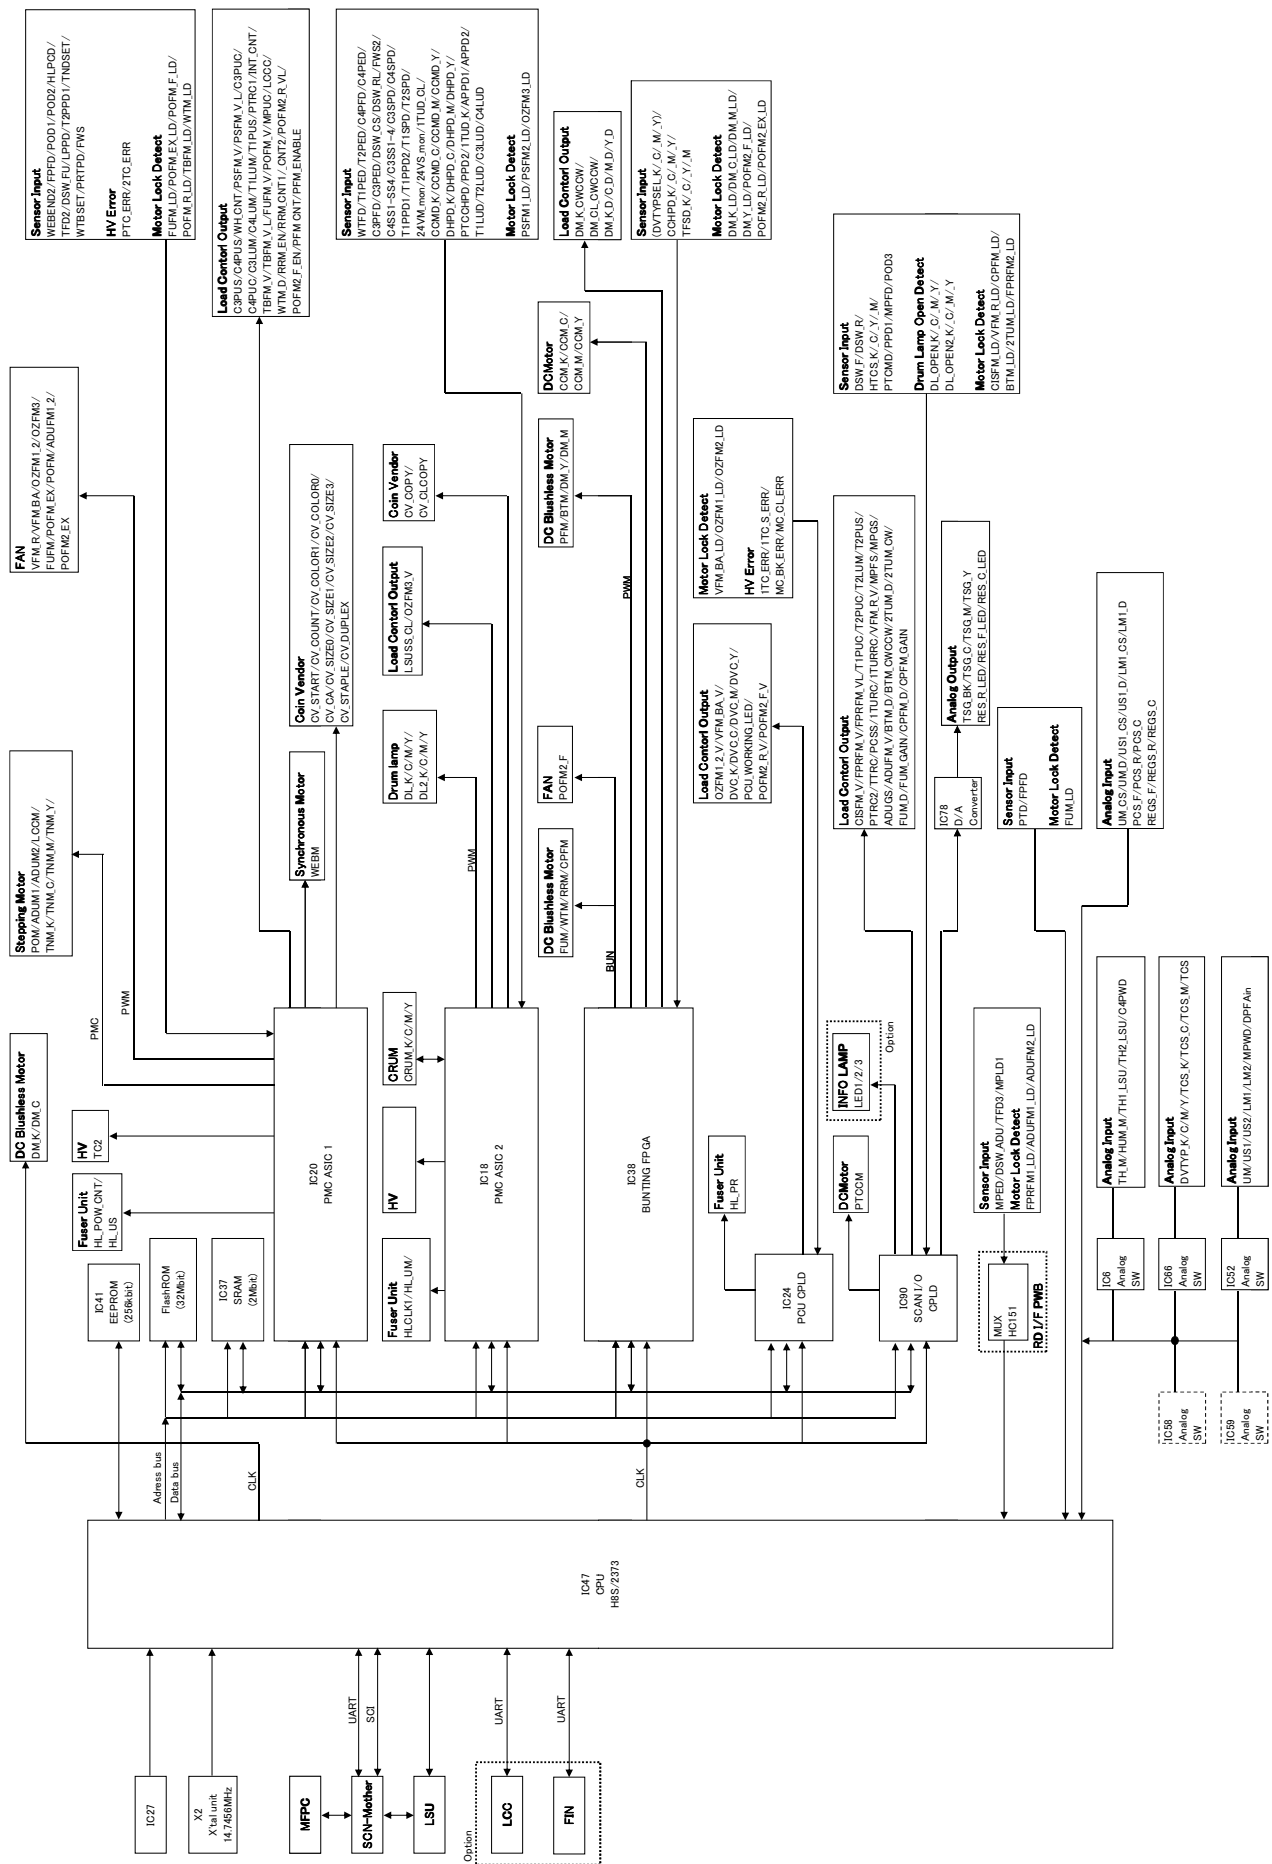 Sensor Input
WEBEND2/FPFD/POD1/POD2/HLPCD/
TFD2/DSW_FU/LPPD/T2PPD1/TNDSET/
WTBSET/PRTPD/FWS
HV Error
PTC_ERR/2TC_ERR
Motor Lock Detect
FUFM_LD/POFM_EX_LD/POFM_F_LD/
POFM_R_LD/TBFM_LD/WTM_LD
Load Contorl Output
C3PUS/C4PUS/WH_CNT/PSFM_V/PSFM_V_L/C3PUC/
C4PUC/C3LUM/C4LUM/T1LUM/T1PUS/PTRC1/INT_CNT/
TBFM_V/TBFM_V_L/FUFM_V/POFM_V/MPUC/LCCC/
WTM_D/RRM_EN/RRM_CNT1/_CNT2/POFM2_R_VL/
POFM2_F_EN/PFM_CNT/PFM_ENABLE
Sensor Input
WTFD/T1PED/T2PED/C4PFD/C4PED/
C3PFD/C3PED/DSW_CS/DSW_RL/FWS2/
C4SS1-SS4/C3SS1-4/C3SPD/C4SPD/
T1PPD1/T1PPD2/T1SPD/T2SPD/
24VM_mon/24VS_mon/1TUD_CL/
CCMD_K/CCMD_C/CCMD_M/CCMD_Y
DHPD_K/DHPD_C/DHPD_M/DHPD_Y/
PTCCHPD/PPD2/1TUD_K/APPD1/APPD2/
T1LUD/T2LUD/C3LUD/C4LUD
Motor Lock Detect
PSFM1_LD/PSFM2_LD/OZFM3_LD
Load Contorl Output
DM_K_CWCCW/
DM_CL_CWCCW/
DM_K_D/C_D/M_D/Y_D
Sensor Input
(DVTYPSEL_K/_C/_M/_Y)/
CCHPD_K/_C/_M/_Y/
TFSD_K/_C/_Y/_M
Motor Lock Detect
DM_K_LD/DM_C_LD/DM_M_LD/
DM_Y_LD/POFM2_F_LD/
POFM2_R_LD/POFM2_EX_LD
FAN
VFM_R/VFM_BA/OZFM1_2/OZFM3/
FUFM/POFM_EX/POFM/ADUFM1_2/
POFM2_EX
DCMotor
CCM_K/CCM_C/
CCM_M/CCM_Y
Sensor Input
DSW_F/DSW_R/
HTCS_K/_C/_Y/_M/
PTCMD/PPD1/MPFD/POD3
Drum Lamp Open Detect
DL_OPEN_K/_C/_M/_Y/
DL_OPEN2_K/_C/_M/_Y
Motor Lock Detect
CISFM_LD/VFM_R_LD/CPFM_LD/
BTM_LD/2TUM_LD/FPRFM2_LD
Coin Vendor
CV_START/CV_COUNT/CV_COLOR1/CV_COLOR0/
CV_CA/CV_SIZE0/CV_SIZE1/CV_SIZE2/CV_SIZE3/
CV_STAPLE/CV_DUPLEX
Coin Vendor
CV_COPY/
CV_CLCOPY
Load Contorl Output
LSUSS_CL/OZFM3_V
DC Blushless Motor
PFM/BTM/DM_Y/DM_M
PWM
Motor Lock Detect
VFM_BA_LD/OZFM1_LD/OZFM2_LD
HV Error
1TC_ERR/1TC_S_ERR/
MC_BK_ERR/MC_CL_ERR
Load Contorl Output
CISFM_V/FPRFM_V/FPRFM_VL/T1PUC/T2LUM/T2PUS/
PTRC2/TTRC/PCSS/1TURC/1TURRC/VFM_R_V/MPFS/MPGS/
ADUGS/ADUFM_V/BTM_D/BTM_CWCCW/2TUM_D/2TUM_CW/
FUM_D/FUM_GAIN/CPFM_D/CPFM_GAIN
Stepping Motor
POM/ADUM1/ADUM2/LCCM/
TNM_K/TNM_C/TNM_M/TNM_Y/
Synchronous Motor
WEBM
Drum lamp
DL_K/C/M/Y/
DL2_K/C/M/Y
PWM
FAN
POFM2_F
DC Blushless Motor
FUM/WTM/RRM/CPFM
BUN
Load Contorl Output
OZFM1_2_V/VFM_BA_V/
DVC_K/DVC_C/DVC_M/DVC_Y/
PCU_WORKING_LED/
POFM2_R_V/POFM2_F_V
Analog Output
TSG_BK/TSG_C/TSG_M/TSG_Y
RES_R_LED/RES_F_LED/RES_C_LED
IC78
D/A
Converter
Sensor Input
PTD/FPFD
Motor Lock Detect
FUM_LD
Analog Input
UM_CS/UM_D/US1_CS/US1_D/LM1_CS/LM1_D
PCS_F/PCS_R/PCS_C
REGS_F/REGS_R/REGS_C
DC Blushless Motor
DM_K/DM_C
PMC
PWM
HV
TC2
Fuser Unit
HL_POW_CNT/
HL_US
IC20
PMC ASIC 1
CRUM
CRUM_K/C/M/Y
HV
Fuser Unit
HLCLK1/HL_UM/
IC18
PMC ASIC 2
IC38
BUNTING FPGA
Fuser Unit
HL_PR
IC24
PCU CPLD
INFO LAMP
LED1/2/3
Option
DCMotor
PTCCM
IC90
SCAN I/O
CPLD
Sensor Input
MPED/DSW_ADU/TFD3/MPLD1
Motor Lock Detect
FPRFM1_LD/ADUFM1_LD/ADUFM2_LD
MUX
HC151
RD I/F PWB
Analog Input
TH_M/HUM_M/TH1_LSU/TH2_LSU/C4PWD
Analog Input
DVTYP_K/C/M/Y/TCS_K/TCS_C/TCS_M/TCS
Analog Input
UM/US1/US2/LM1/LM2/MPWD/DPFAin
IC6
Analog
SW
IC66
Analog
SW
IC52
Analog
SW
IC58
Analog
SW
IC59
Analog
SW
IC41
EEPROM
(256kbit)
FlashROM
(32Mbit)
IC37
SRAM
(2Mbit)
Adress bus
Data bus
CLK
CLK
IC47
CPU
H8S/2373
IC27
X2
X'tal unit
14.7456MHz
UART
SCI
UART
UART
MFPC
SCN-Mother
LSU
Option
LCC
FIN